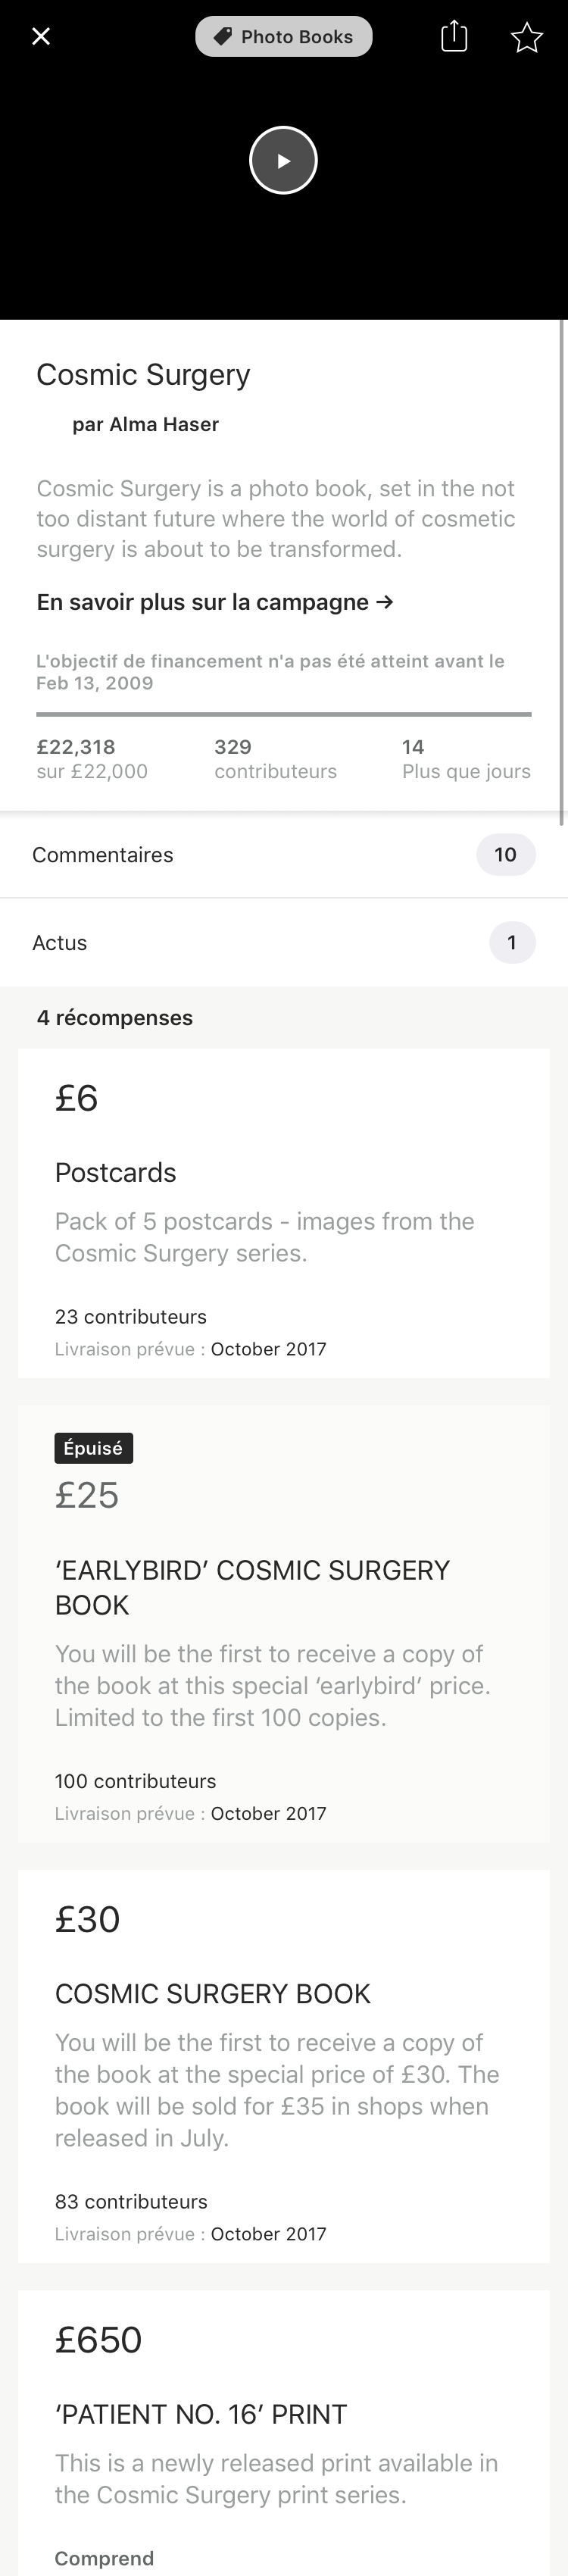 Photo Books
Cosmic Surgery
par Alma Haser
Cosmic Surgery is a photo book, set in the not
too distant future where the world of cosmetic
surgery is about to be transformed.
En savoir plus sur la campagne →
L'objectif de financement n'a pas été atteint avant le
Feb 13, 2009
£22,318
sur £22,000
329
contributeurs
14
Plus que jours
Commentaires
10
Actus
1
4 récompenses
£6
Postcards
Pack of 5 postcards - images from the
Cosmic Surgery series.
23 contributeurs
Livraison prévue : October 2017
Épuisé
£25
‘EARLYBIRD’ COSMIC SURGERY
BOOK
You will be the first to receive a copy of
the book at this special ‘earlybird’ price.
Limited to the first 100 copies.
100 contributeurs
Livraison prévue : October 2017
£30
COSMIC SURGERY BOOK
You will be the first to receive a copy of
the book at the special price of £30. The
book will be sold for £35 in shops when
released in July.
83 contributeurs
Livraison prévue : October 2017
£650
‘PATIENT NO. 16’ PRINT
This is a newly released print available in
the Cosmic Surgery print series.
Comprend